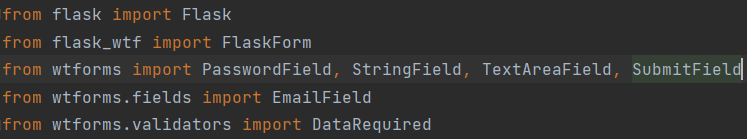 from flask import Flask
from flask_wtf import FlaskForm
from wtforms import PasswordField, StringField, TextAreaField, SubmitField
from wtforms.fields import EmailField
from wtforms.validators import DataRequired